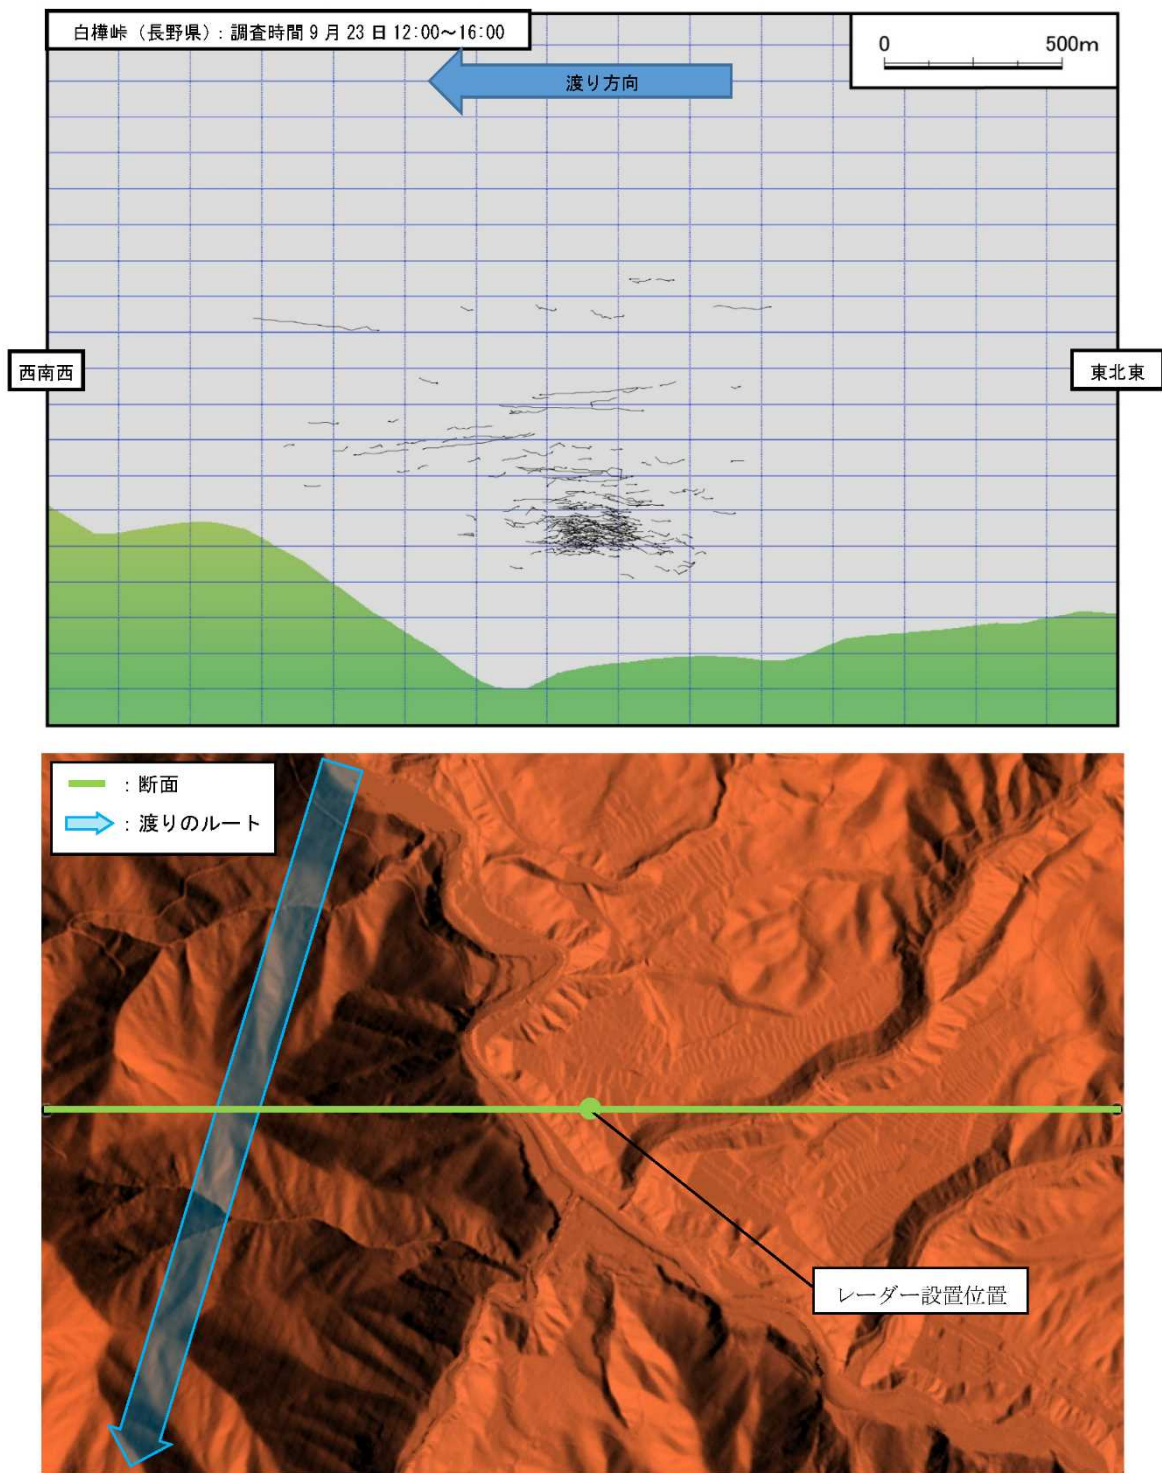 白樺峠（長野県）：調査時間 9 月 23 日 12:00～16:00
0 500m
渡り方向
西南西
東北東
：断面
：渡りのルート
レーダー設置位置